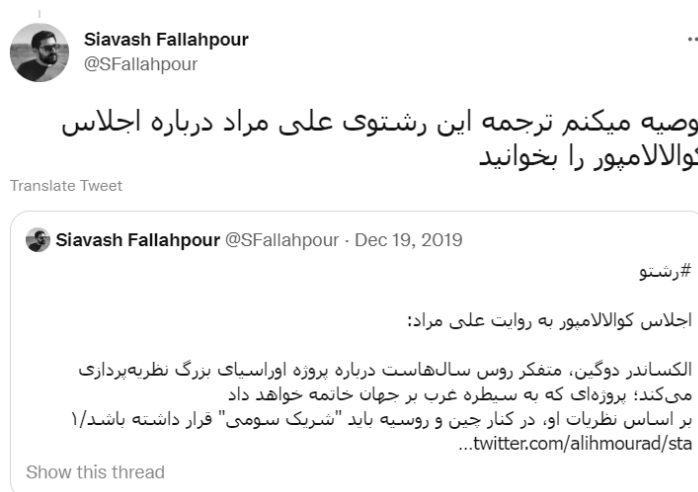 Siavash Fallahpour
@SFallahpour
وصیه میکنم ترجمه این رشتوی علی مراد درباره اجلاس
کوالالامپور را بخوانید
Translate Tweet
Siavash Fallahpour @SFallahpour · Dec 19, 2019
#رشتو
اجلاس کوالالامپور به روایت علی مراد:
الکساندر دوگین، متفکر روس سال‌هاست درباره پروژه اوراسیای بزرگ نظریه‌پردازی
می‌کند؛ پروژه‌ای که به سیطره غرب بر جهان خاتمه خواهد داد
بر اساس نظریات او، در کنار چین و روسیه باید "شریک سومی" قرار داشته باشد/۱
twitter.com/alihmourad/sta…
Show this thread